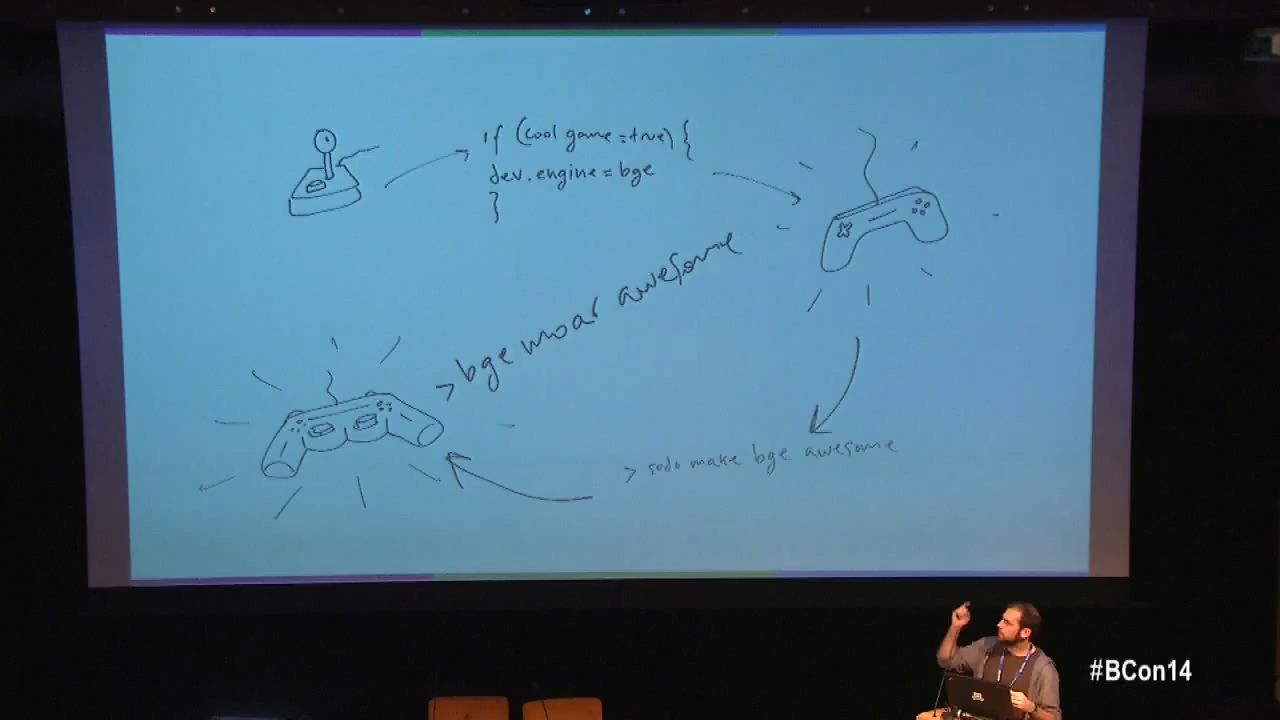 if (cool game = true) {
dev.engine = bge
}
> bge moar awesome
> sudo make bge awesome
#BCon14